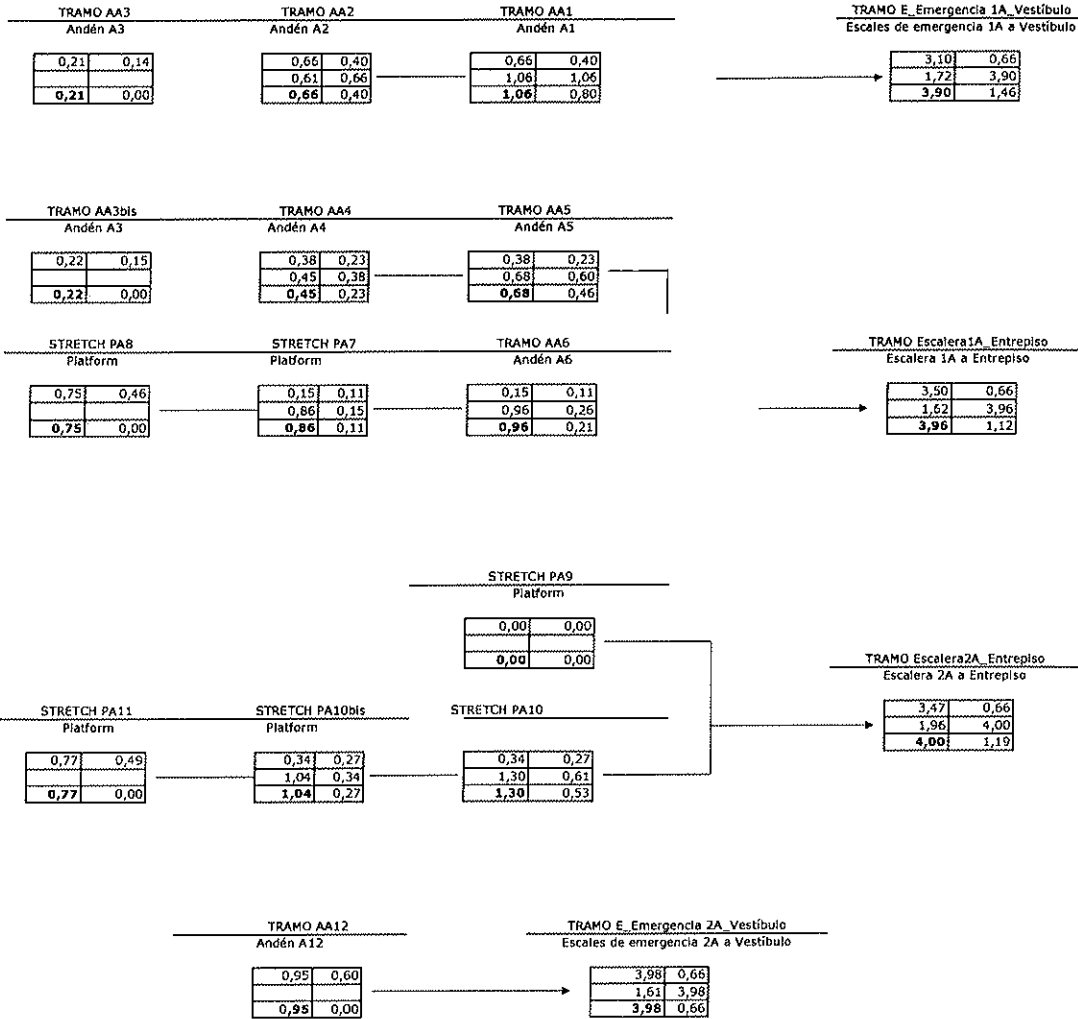 TRAMO AA3 TRAMO AA2 TRAMO AA1 TRAMO E_Emergencia 1A_Vestíbulo
Andén A3 Andén A2 Andén A1 Escales de emergencia 1A a Vestíbulo
0,21 0,14 0,66 0,40 0,66 0,40 3,10 0,66
0,61 0,66 1,06 1,06 1,72 3,90
0,21 0,00 0,66 0,40 1,06 0,80 3,90 1,46
TRAMO AA3bis TRAMO AA4 TRAMO AA5
Andén A3 Andén A4 Andén A5
0,22 0,15 0,38 0,23 0,38 0,23
0,45 0,38 0,68 0,60
0,22 0,00 0,45 0,23 0,68 0,46
STRETCH PA8 STRETCH PA7 TRAMO AA6 TRAMO Escalera1A_Entrepiso
Platform Platform Andén A6 Escalera 1A a Entrepiso
0,75 0,46 0,15 0,11 0,15 0,11 3,50 0,66
0,86 0,15 0,96 0,26 1,62 3,96
0,75 0,00 0,86 0,11 0,96 0,21 3,96 1,12
STRETCH PA9
Platform
0,00 0,00
0,00 0,00
TRAMO Escalera2A_Entrepiso
Escalera 2A a Entrepiso
3,47 0,66
1,96 4,00
4,00 1,19
STRETCH PA11 STRETCH PA10bis STRETCH PA10
Platform Platform
0,77 0,49 0,34 0,27 0,34 0,27
1,04 0,34 1,30 0,61
0,77 0,00 1,04 0,27 1,30 0,53
TRAMO AA12 TRAMO E_Emergencia 2A_Vestíbulo
Andén A12 Escales de emergencia 2A a Vestíbulo
0,95 0,60 3,98 0,66
1,61 3,98
0,95 0,00 3,98 0,66